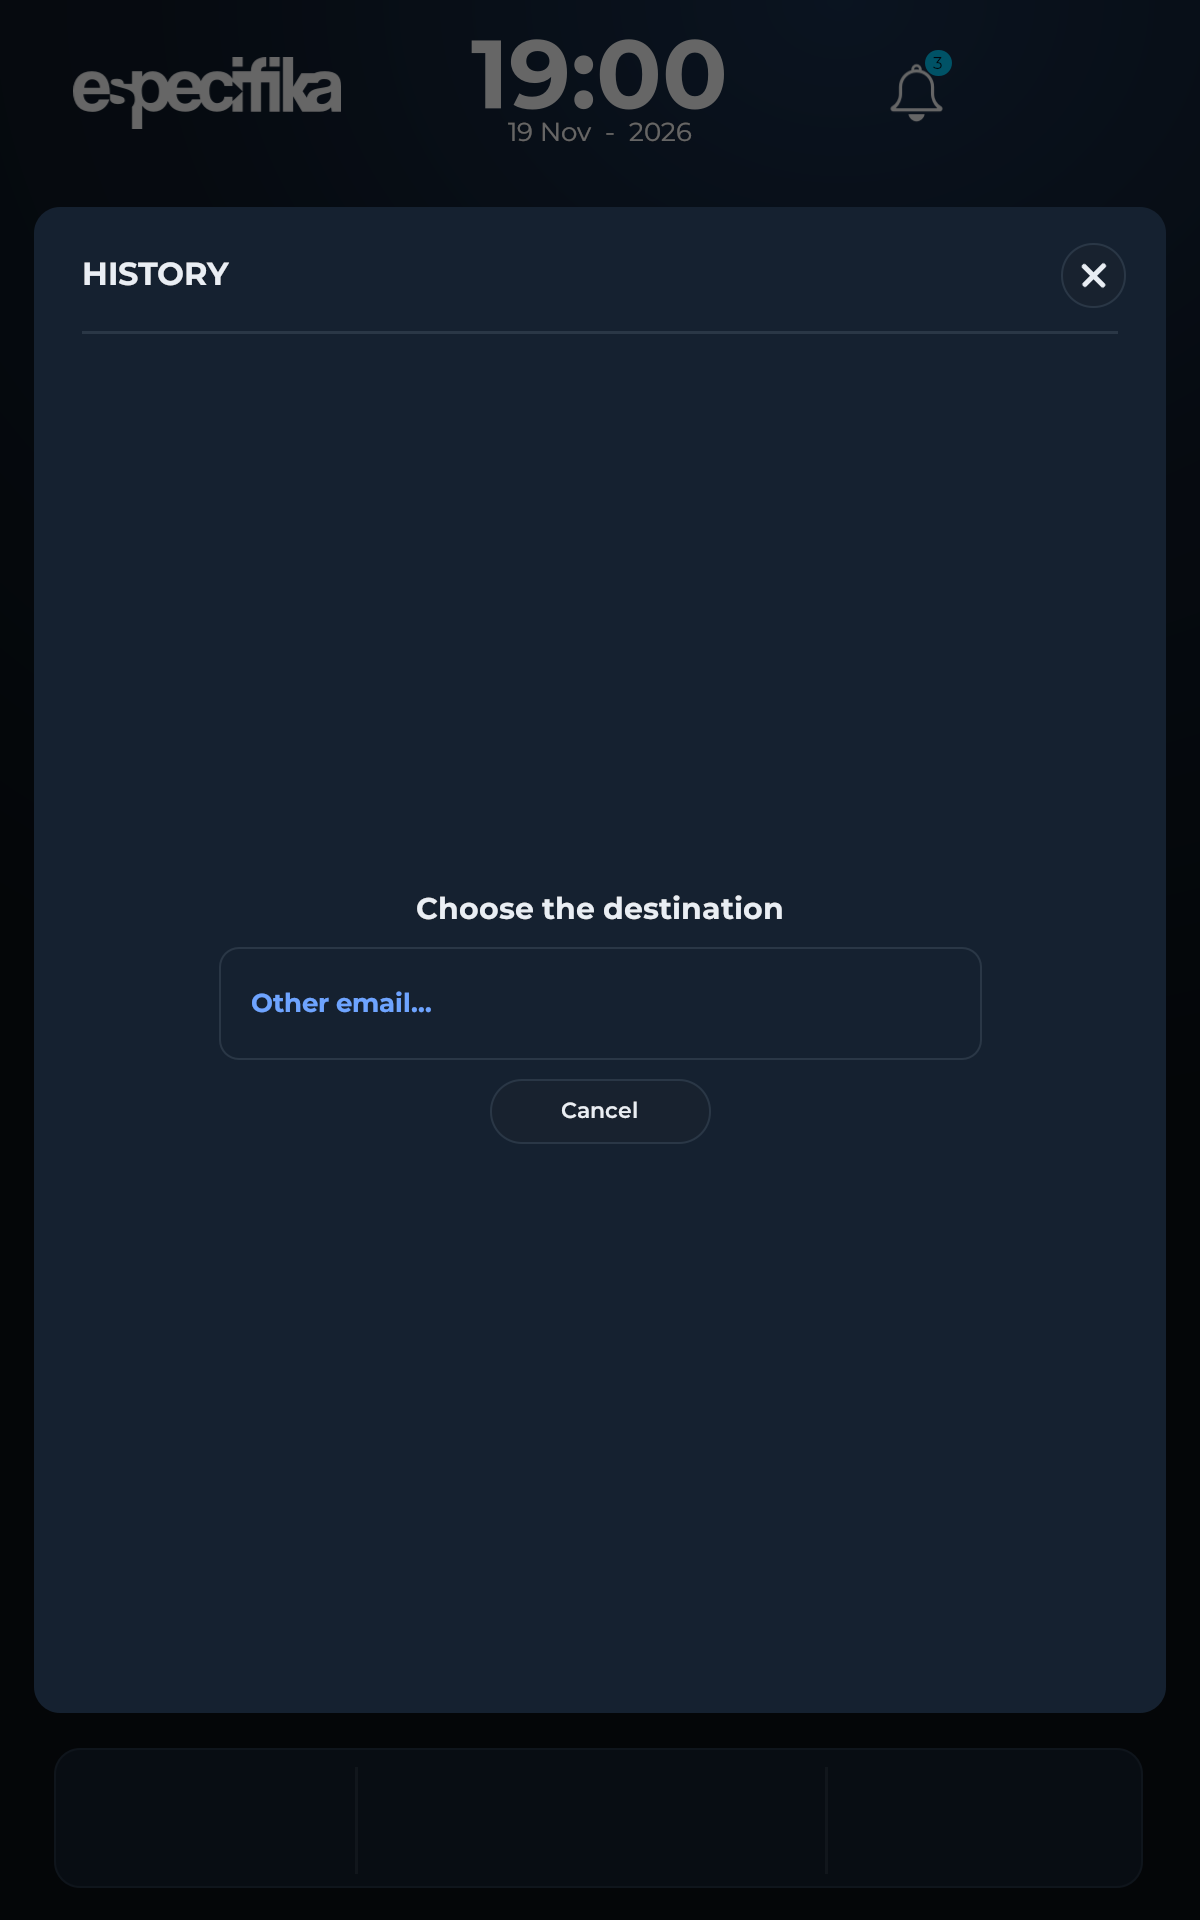 especifika
19:00
19 Nov - 2026
3
HISTORY
Choose the destination
Other email...
Cancel